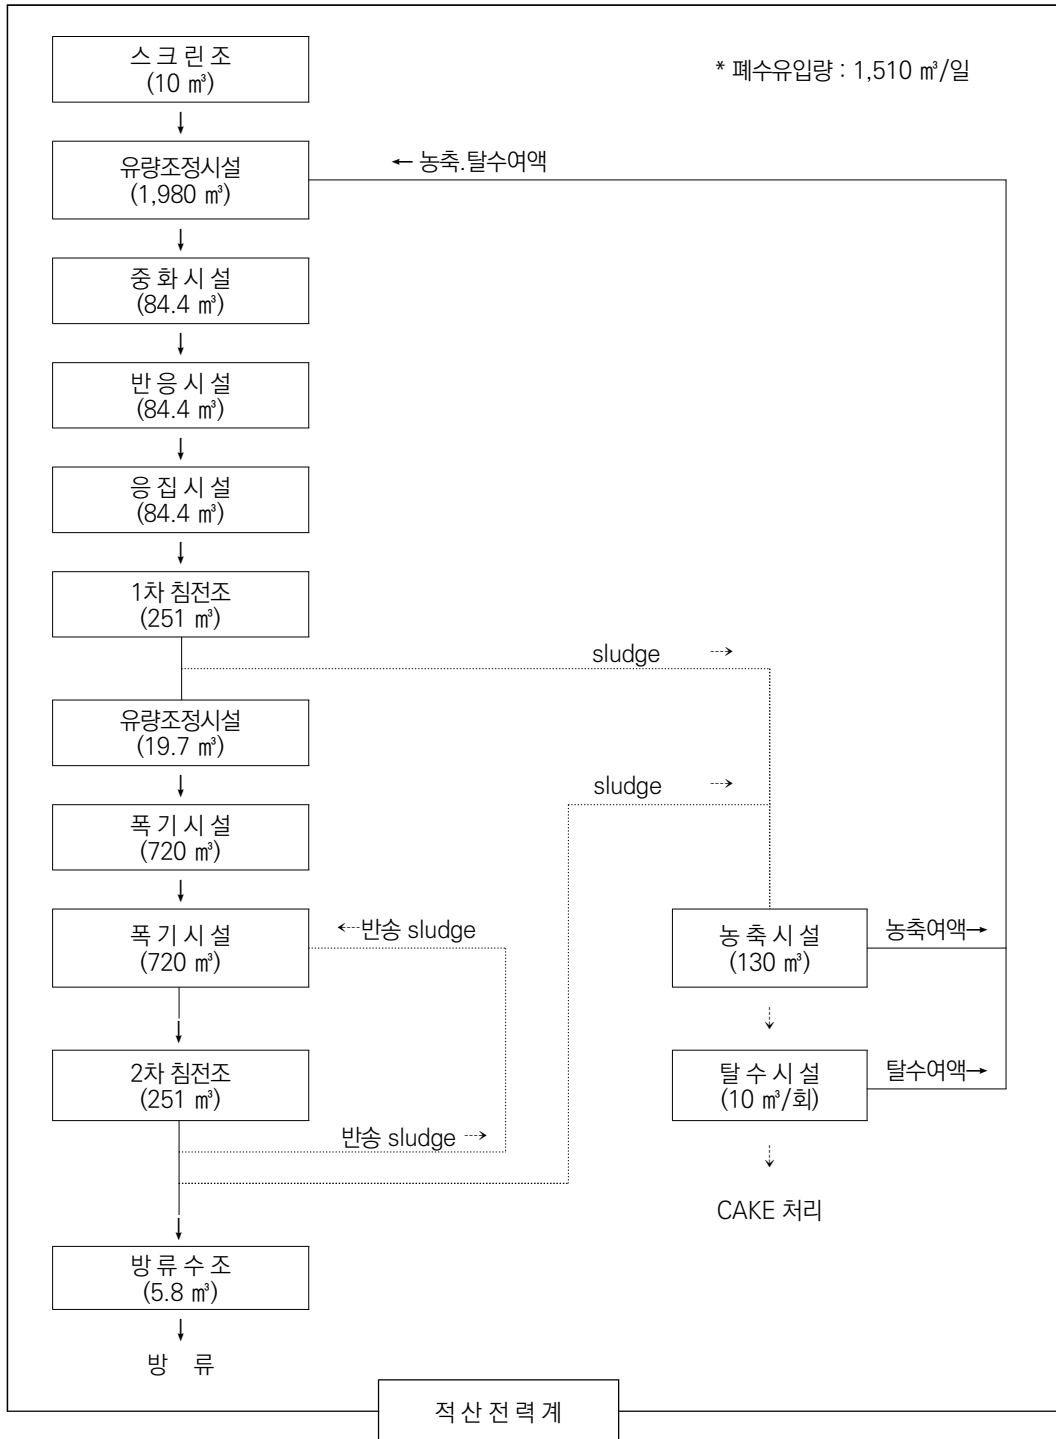 스 크 린 조
(10 ㎥)
* 폐수유입량 : 1,510 ㎥/일
유량조정시설
(1,980 ㎥)
← 농축.탈수여액
중 화 시 설
(84.4 ㎥)
반 응 시 설
(84.4 ㎥)
응 집 시 설
(84.4 ㎥)
1차 침전조
(251 ㎥)
sludge
유량조정시설
(19.7 ㎥)
sludge
폭 기 시 설
(720 ㎥)
폭 기 시 설
(720 ㎥)
반송 sludge
농 축 시 설
(130 ㎥)
농축여액→
2차 침전조
(251 ㎥)
탈 수 시 설
(10 ㎥/회)
탈수여액→
반송 sludge
CAKE 처리
방 류 수 조
(5.8 ㎥)
방 류
적 산 전 력 계